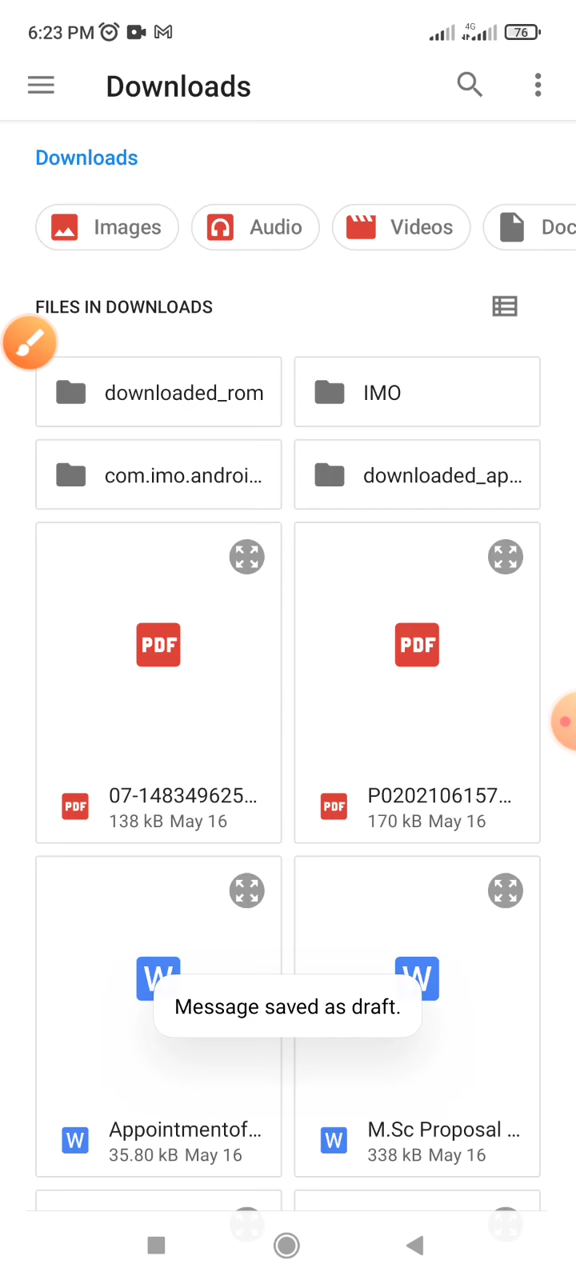 6:23 PM 4G 76
Downloads
Downloads
Images Audio Videos Doc
FILES IN DOWNLOADS
downloaded_rom IMO
com.imo.androi... downloaded_ap...
PDF PDF
PDF 07-148349625... PDF P0202106157...
138 kB May 16 170 kB May 16
W W
Message saved as draft.
W Appointmentof... W M.Sc Proposal ...
35.80 kB May 16 338 kB May 16